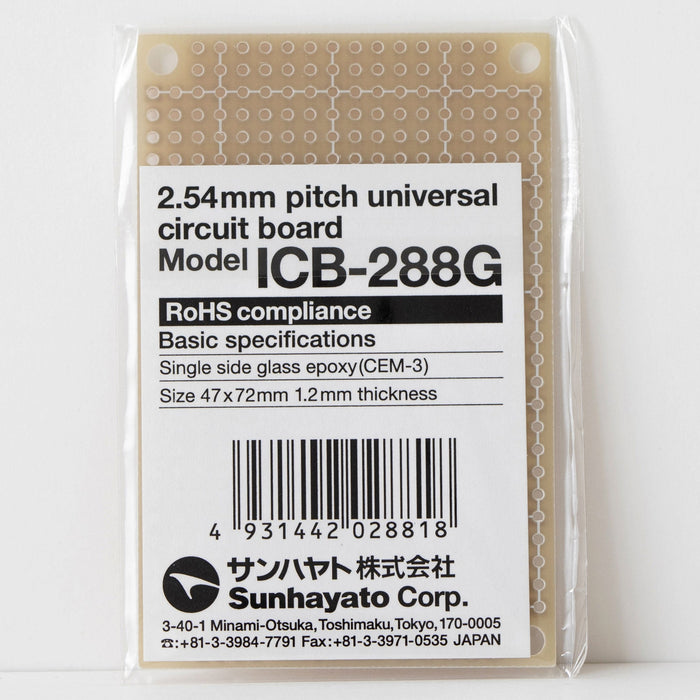 2.54mm pitch universal
circuit board
Model ICB-288G
RoHS compliance
Basic specifications
Single side glass epoxy(CEM-3)
Size 47x72mm 1.2mm thickness
4 931442 028818
サンハヤト株式会社
Sunhayato Corp.
3-40-1 Minami-Otsuka, Toshimaku, Tokyo, 170-0005
☎:+81-3-3984-7791 Fax:+81-3-3971-0535 JAPAN